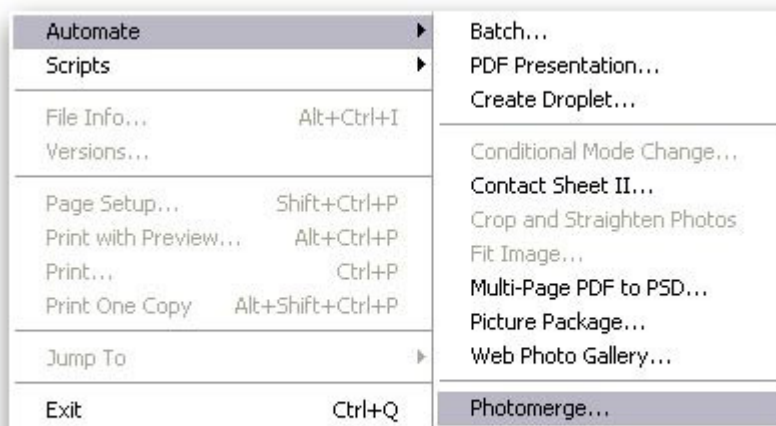 Automate
Scripts
File Info... Alt+Ctrl+I
Versions...
Page Setup... Shift+Ctrl+P
Print with Preview... Alt+Ctrl+P
Print... Ctrl+P
Print One Copy Alt+Shift+Ctrl+P
Jump To
Exit Ctrl+Q
Batch...
PDF Presentation...
Create Droplet...
Conditional Mode Change...
Contact Sheet II...
Crop and Straighten Photos
Fit Image...
Multi-Page PDF to PSD...
Picture Package...
Web Photo Gallery...
Photomerge...